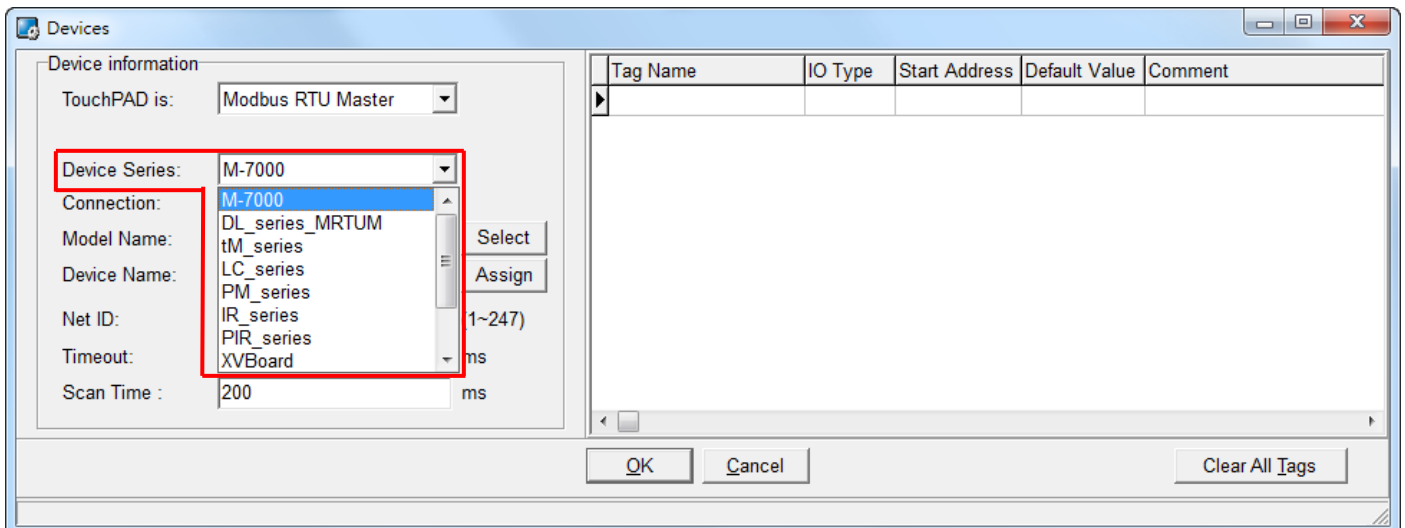 Devices
Device information
TouchPAD is: Modbus RTU Master
Device Series: M-7000
Connection:
Model Name:
Device Name:
Net ID:
Timeout:
Scan Time : 200 ms
M-7000
DL_series_MRTUM
tM_series
LC_series
PM_series
IR_series
PIR_series
XVBoard
Select
Assign
(1~247)
ms
Tag Name IO Type Start Address Default Value Comment
OK Cancel Clear All Tags